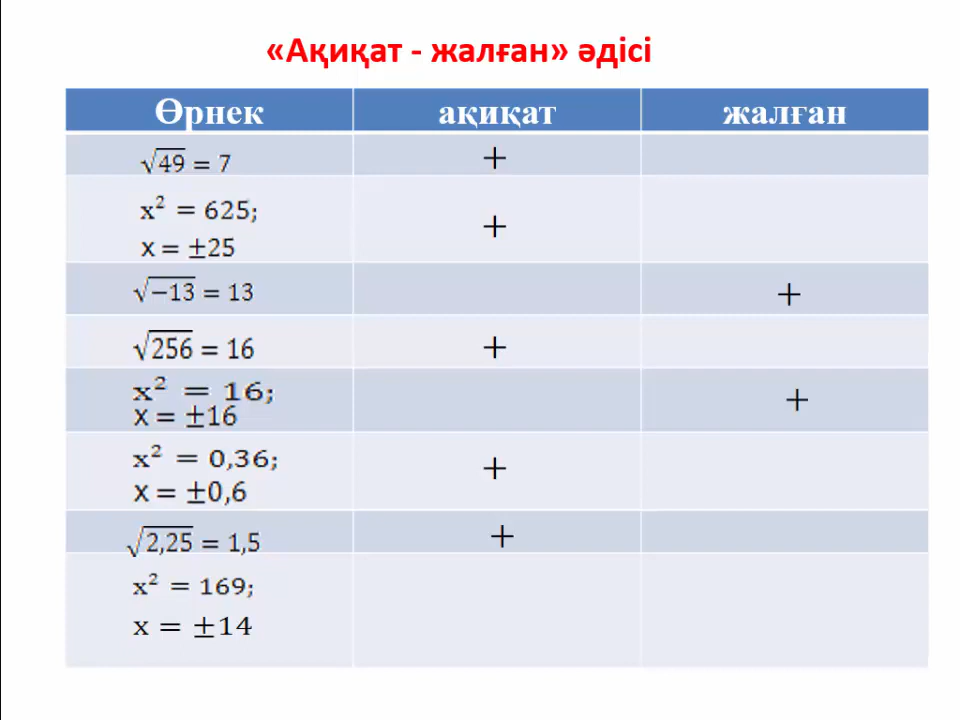 «Ақиқат - жалған» әдісі
Өрнек ақиқат жалған
√49 = 7 +
x² = 625;
x = ±25 +
√−13 = 13 +
√256 = 16 +
x² = 16;
x = ±16 +
x² = 0,36;
x = ±0,6 +
√2,25 = 1,5 +
x² = 169;
x = ±14